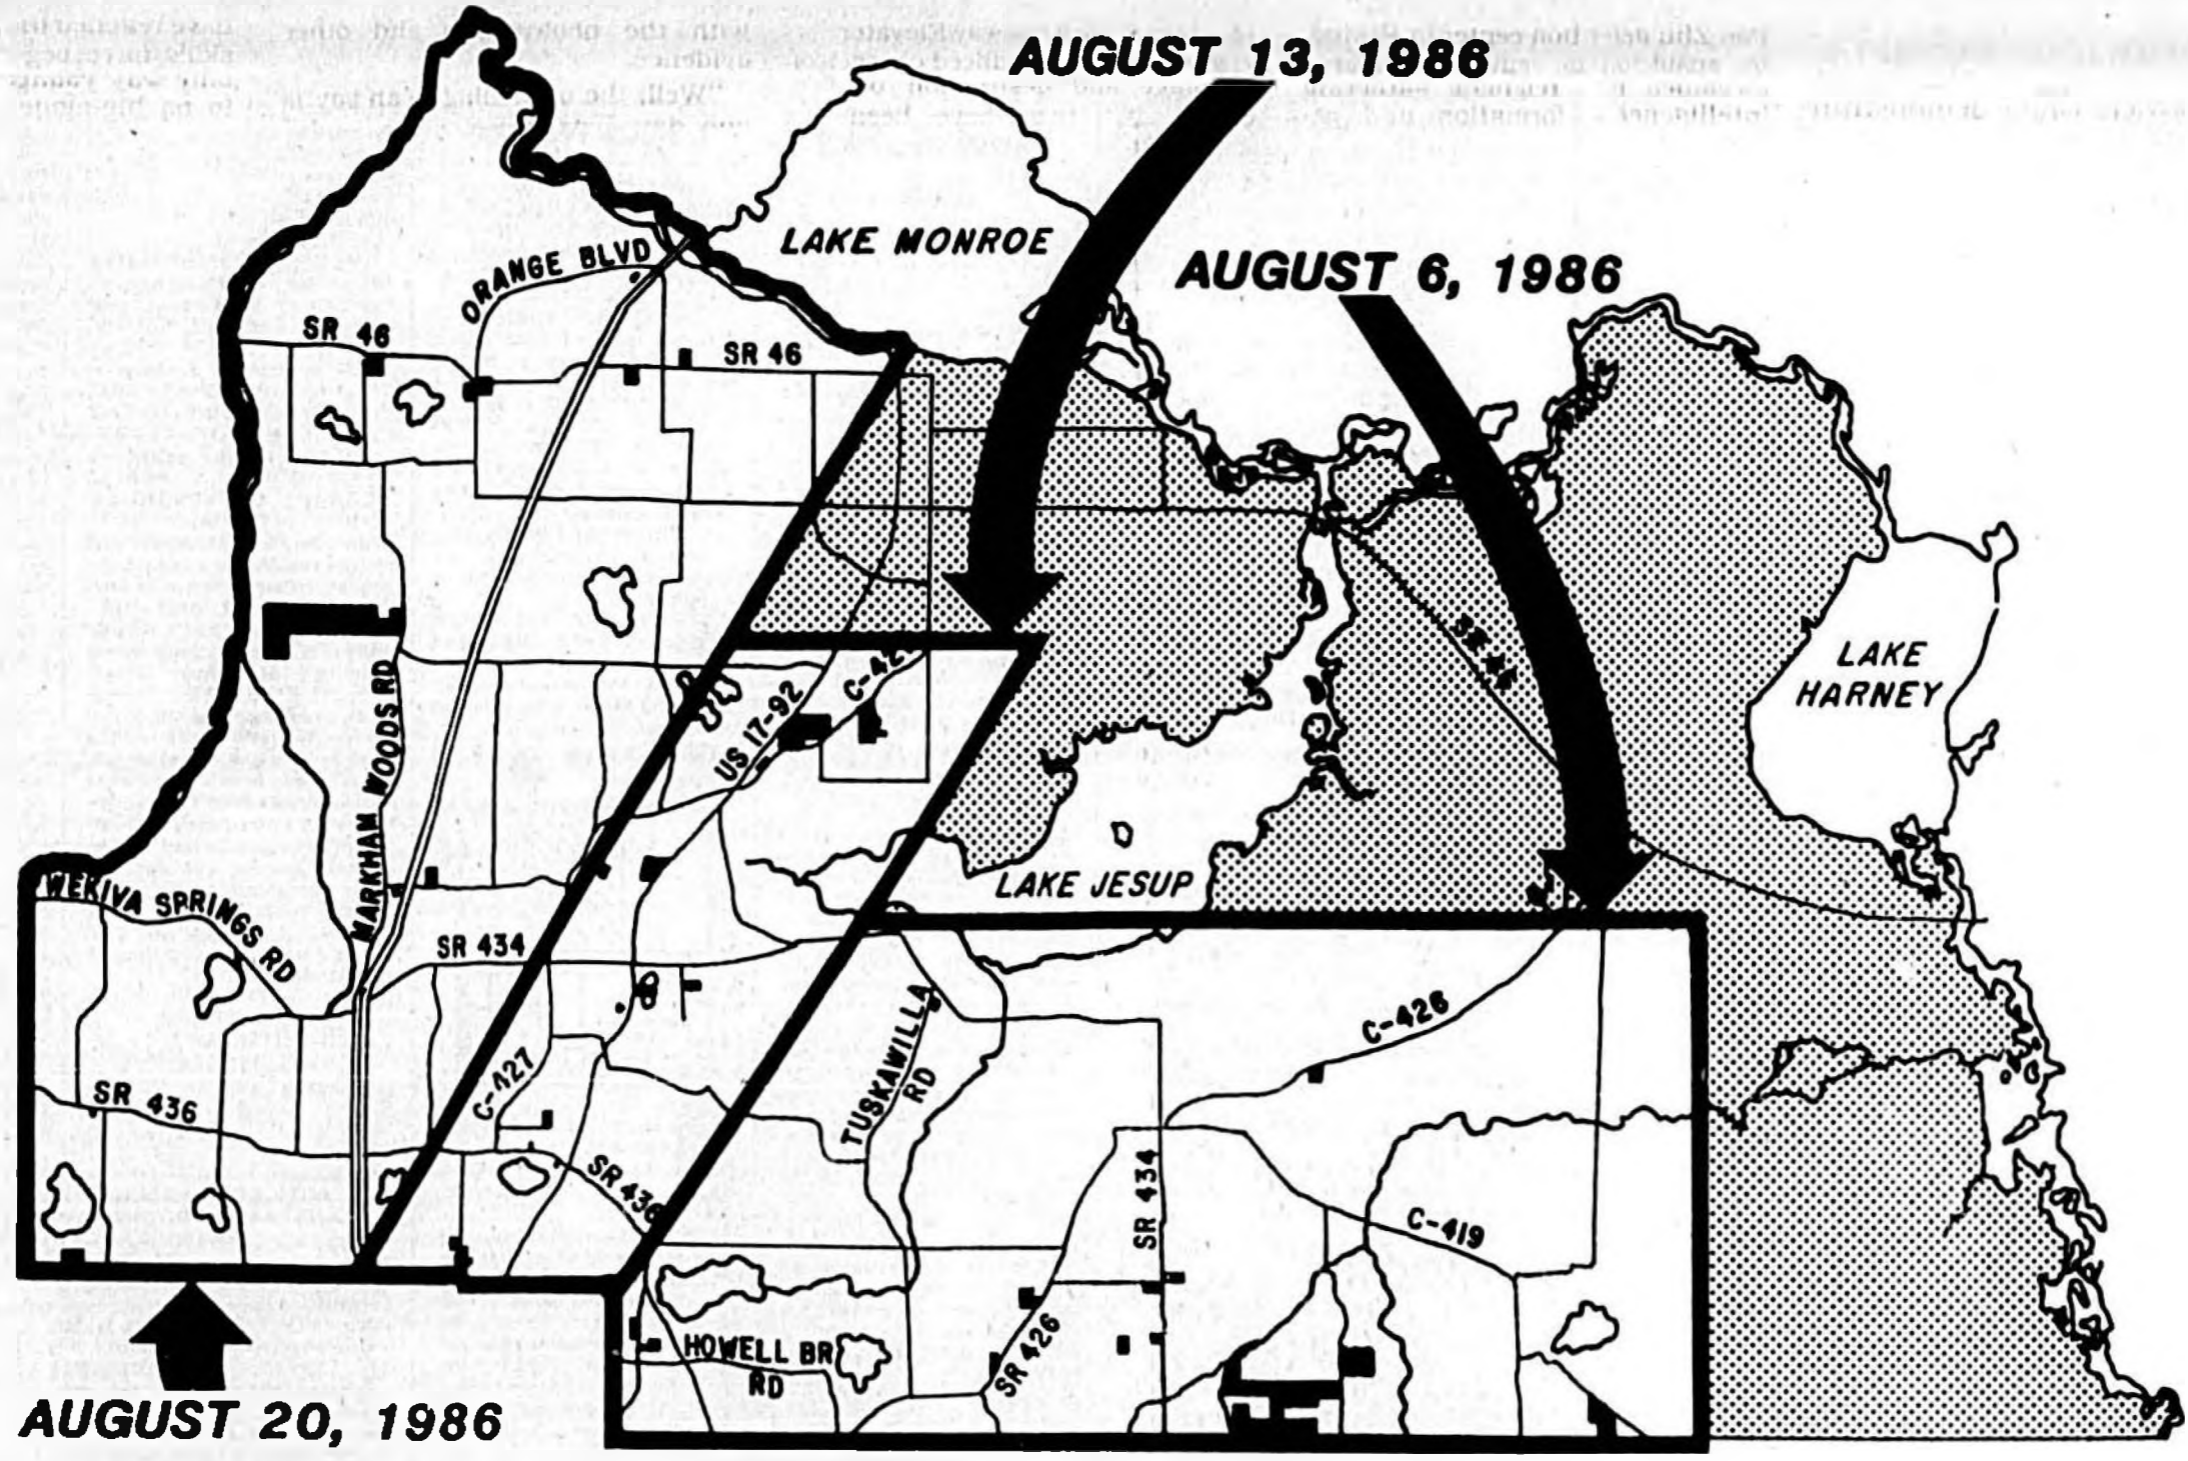 AUGUST 13, 1986
LAKE MONROE
AUGUST 6, 1986
ORANGE BLVD
SR 46
SR 46
SR 46
LAKE
HARNEY
MARKHAM WOODS RD
US 17-92
LAKE JESUP
WEKIVA SPRINGS RD
SR 434
C-427
TUSKAWILLA
RD
C-426
SR 436
SR 436
SR 434
C-419
HOWELL BR
RD
SR 426
AUGUST 20, 1986